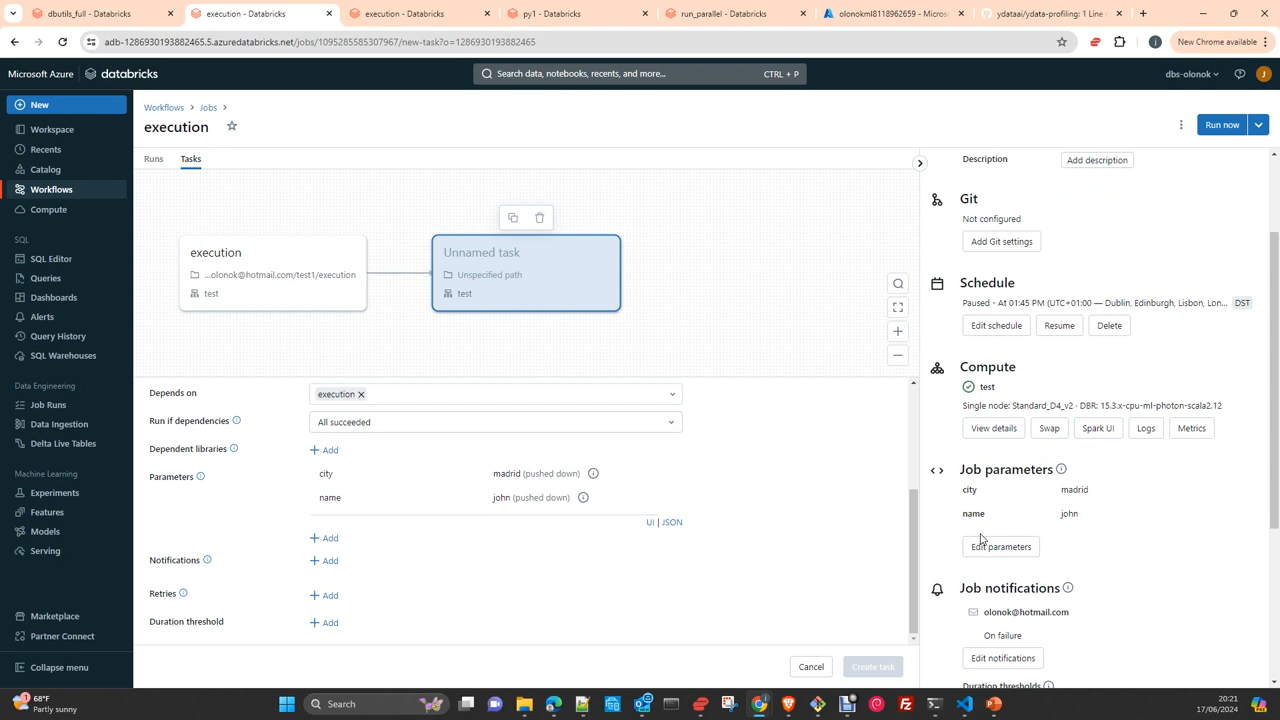 dbutils_full - Databricks
execution - Databricks
execution - Databricks
py1 - Databricks
run_parallel - Databricks
olonokml8118962659 - Micros
ydataai/ydata-profiling: 1 Line
adb-1286930193882465.5.azuredatabricks.net/jobs/1095285585307967/new-task?o=1286930193882465
New Chrome available
Microsoft Azure
databricks
Search data, notebooks, recents, and more...
CTRL + P
dbs-olonok
J
New
Workspace
Recents
Catalog
Workflows
Compute
SQL
SQL Editor
Queries
Dashboards
Alerts
Query History
SQL Warehouses
Data Engineering
Job Runs
Data Ingestion
Delta Live Tables
Machine Learning
Experiments
Features
Models
Serving
Marketplace
Partner Connect
Collapse menu
Workflows > Jobs >
execution
Run now
Runs
Tasks
execution
...olonok@hotmail.com/test1/execution
test
Unnamed task
Unspecified path
test
Depends on
execution
Run if dependencies
All succeeded
Dependent libraries
+ Add
Parameters
city
madrid (pushed down)
name
john (pushed down)
UI | JSON
+ Add
Notifications
+ Add
Retries
+ Add
Duration threshold
+ Add
Cancel
Create task
Description
Add description
Git
Not configured
Add Git settings
Schedule
Paused - At 01:45 PM (UTC+01:00 — Dublin, Edinburgh, Lisbon, Lon...
DST
Edit schedule
Resume
Delete
Compute
test
Single node: Standard_D4_v2 · DBR: 15.3.x-cpu-ml-photon-scala2.12
View details
Swap
Spark UI
Logs
Metrics
Job parameters
city
madrid
name
john
Edit parameters
Job notifications
olonok@hotmail.com
On failure
Edit notifications
Duration thresholds
68°F
Partly sunny
Search
20:21
17/06/2024